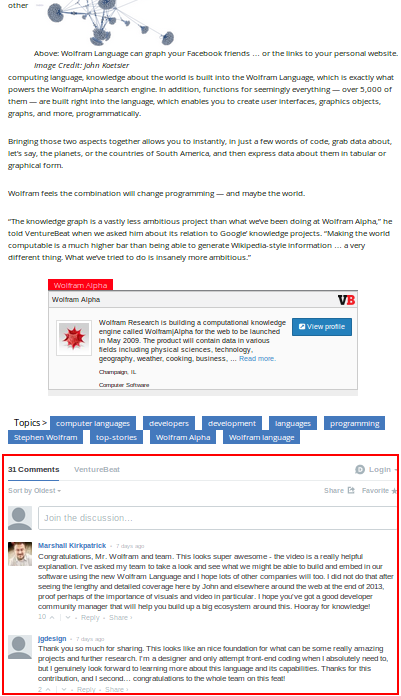 other
Above: Wolfram Language can graph your Facebook friends ... or the links to your personal website.
Image Credit: John Koetsier
computing language, knowledge about the world is built into the Wolfram Language, which is exactly what
powers the WolframAlpha search engine. In addition, functions for seemingly everything — over 5,000 of
them — are built right into the language, which enables you to create user interfaces, graphics objects,
graphs, and more, programmatically.
Bringing those two aspects together allows you to instantly, in just a few words of code, grab data about,
let's say, the planets, or the countries of South America, and then express data about them in tabular or
graphical form.
Wolfram feels the combination will change programming — and maybe the world.
“The knowledge graph is a vastly less ambitious project than what we've been doing at Wolfram Alpha,” he
told VentureBeat when we asked him about its relation to Google' knowledge projects. “Making the world
computable is a much higher bar than being able to generate Wikipedia-style information ... a very
different thing. What we've tried to do is insanely more ambitious.”
Wolfram Alpha
Wolfram Alpha VB
Wolfram Research is building a computational knowledge
engine called Wolfram|Alpha for the web to be launched
in May 2009. The product will contain data in various
fields including physical sciences, technology,
geography, weather, cooking, business, ... Read more.
View profile
Champaign, IL
Computer Software
Topics > computer languages developers development languages programming
Stephen Wolfram top-stories Wolfram Alpha Wolfram language
31 Comments VentureBeat 0 Login
Sort by Oldest Share Favorite ★
Join the discussion...
Marshall Kirkpatrick • 7 days ago
Congratulations, Mr. Wolfram and team. This looks super awesome - the video is a really helpful
explanation. I've asked my team to take a look and see what we might be able to build and embed in our
software using the new Wolfram Language and I hope lots of other companies will too. I did not do that after
seeing the lengthy and detailed coverage here by John and elsewhere around the web at the end of 2013,
proof perhaps of the importance of visuals and video in particular. I hope you've got a good developer
community manager that will help you build up a big ecosystem around this. Hooray for knowledge!
10 • Reply • Share ›
jgdesign • 7 days ago
Thank you so much for sharing. This looks like an nice foundation for what can be some really amazing
projects and further research. I'm a designer and only attempt front-end coding when I absolutely need to,
but I genuinely look forward to learning more about this language and its capabilities. Thanks for this
contribution, and I second... congratulations to the whole team on this feat!
2 • Reply • Share ›